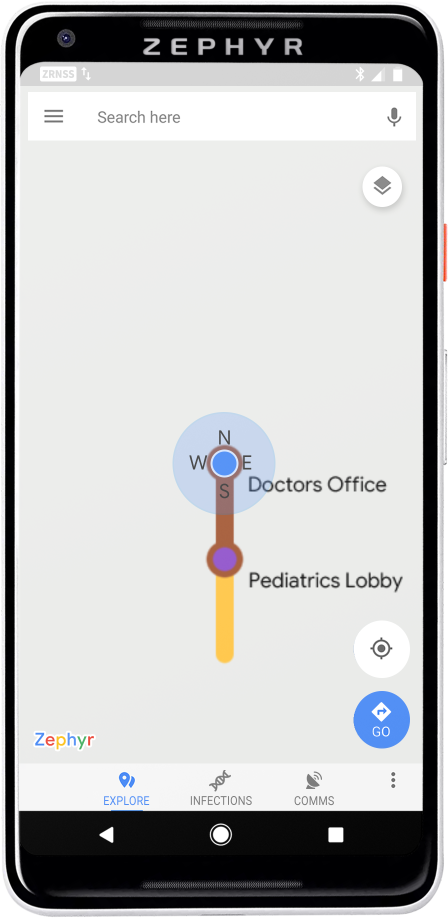 ZEPHYR
ZRNSS
Search here
N
W E
S
Doctors Office
Pediatrics Lobby
GO
Zephyr
EXPLORE INFECTIONS COMMS